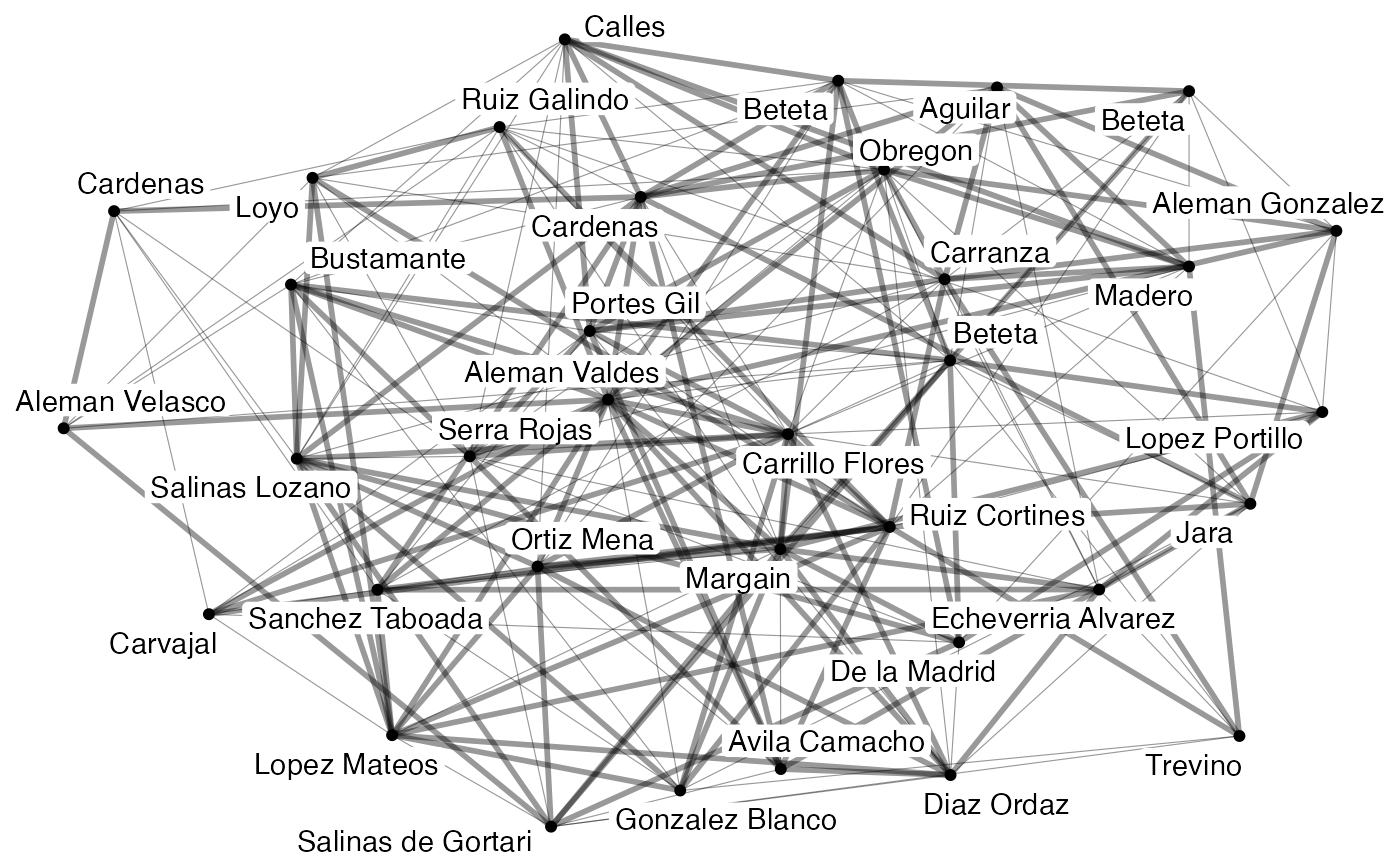 Calles
Ruiz Galindo
Beteta
Aguilar
Beteta
Obregon
Cardenas
Loyo
Cardenas
Aleman Gonzalez
Bustamante
Carranza
Portes Gil
Madero
Beteta
Aleman Valdes
Aleman Velasco
Serra Rojas
Lopez Portillo
Carrillo Flores
Salinas Lozano
Ruiz Cortines
Jara
Ortiz Mena
Margain
Sanchez Taboada
Echeverria Alvarez
Carvajal
De la Madrid
Avila Camacho
Lopez Mateos
Trevino
Diaz Ordaz
Gonzalez Blanco
Salinas de Gortari